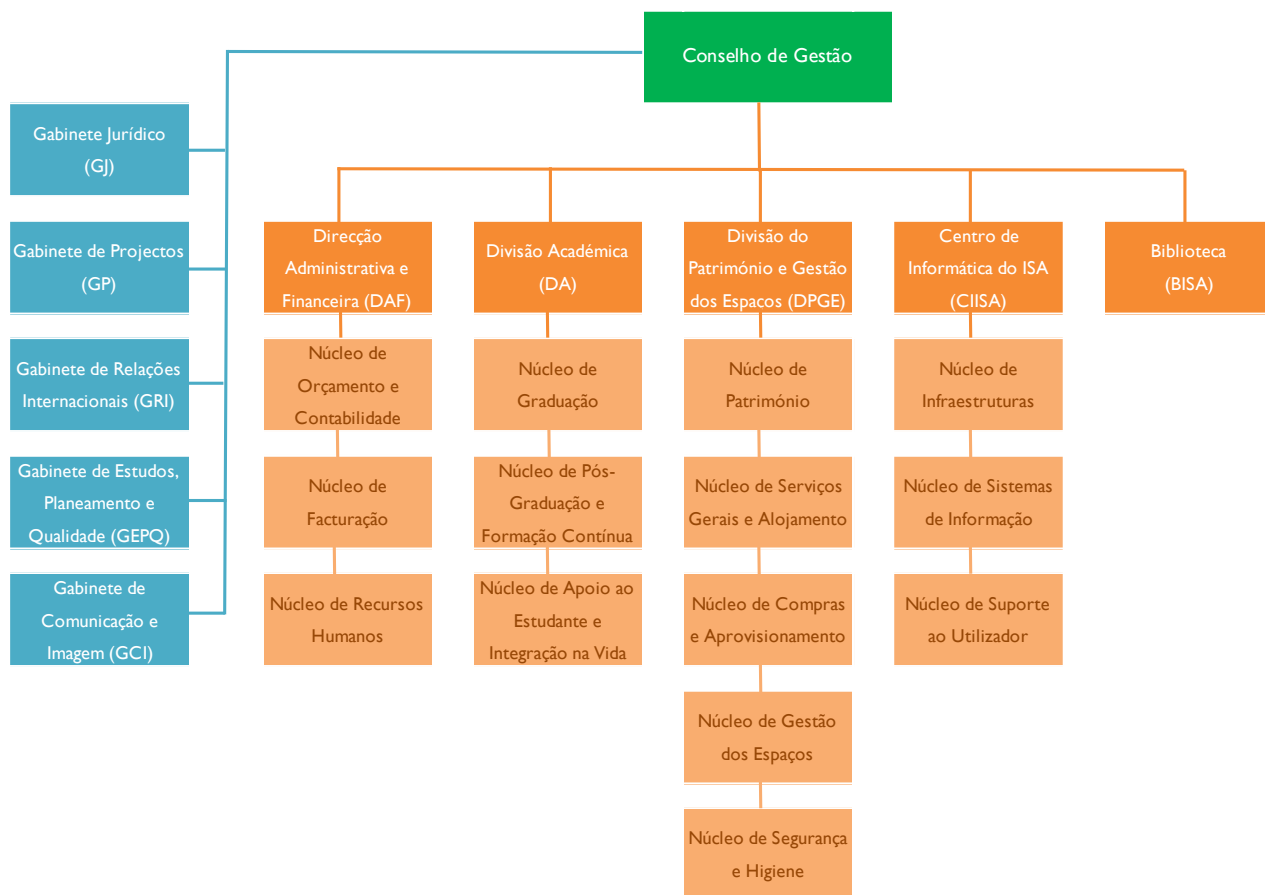 Conselho de Gestão
Gabinete Jurídico
(GJ)
Gabinete de Projectos
(GP)
Gabinete de Relações
Internacionais (GRI)
Gabinete de Estudos,
Planeamento e
Qualidade (GEPQ)
Gabinete de
Comunicação e
Imagem (GCI)
Direcção
Administrativa e
Financeira (DAF)
Núcleo de
Orçamento e
Contabilidade
Núcleo de
Facturação
Núcleo de Recursos
Humanos
Divisão Académica
(DA)
Núcleo de
Graduação
Núcleo de Pós-
Graduação e
Formação Contínua
Núcleo de Apoio ao
Estudante e
Integração na Vida
Divisão do
Património e Gestão
dos Espaços (DPGE)
Núcleo de
Património
Núcleo de Serviços
Gerais e Alojamento
Núcleo de Compras
e Aprovisionamento
Núcleo de Gestão
dos Espaços
Núcleo de Segurança
e Higiene
Centro de
Informática do ISA
(CIISA)
Núcleo de
Infraestruturas
Núcleo de Sistemas
de Informação
Núcleo de Suporte
ao Utilizador
Biblioteca
(BISA)